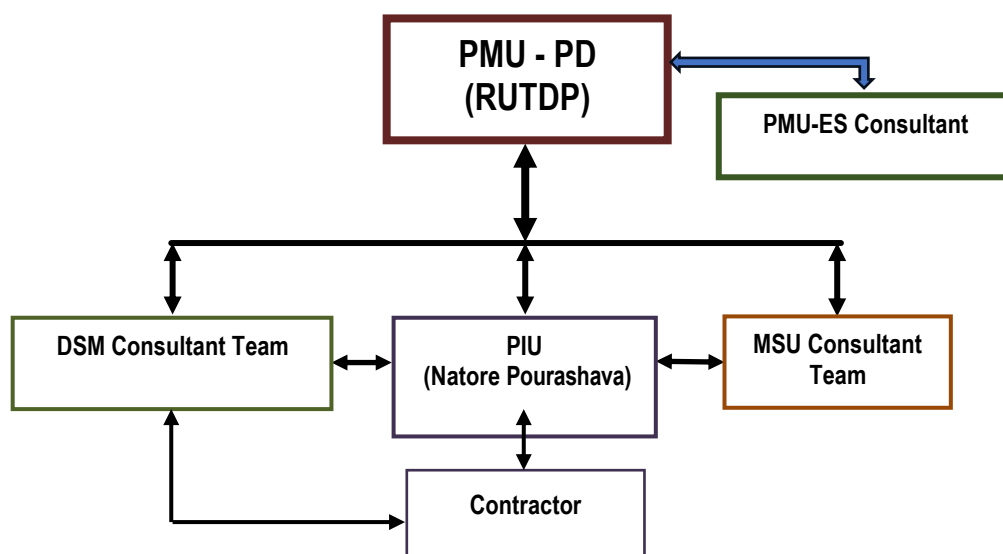 PMU - PD
(RUTDP)
PMU-ES Consultant
DSM Consultant Team
PIU
(Natore Pourashava)
MSU Consultant
Team
Contractor